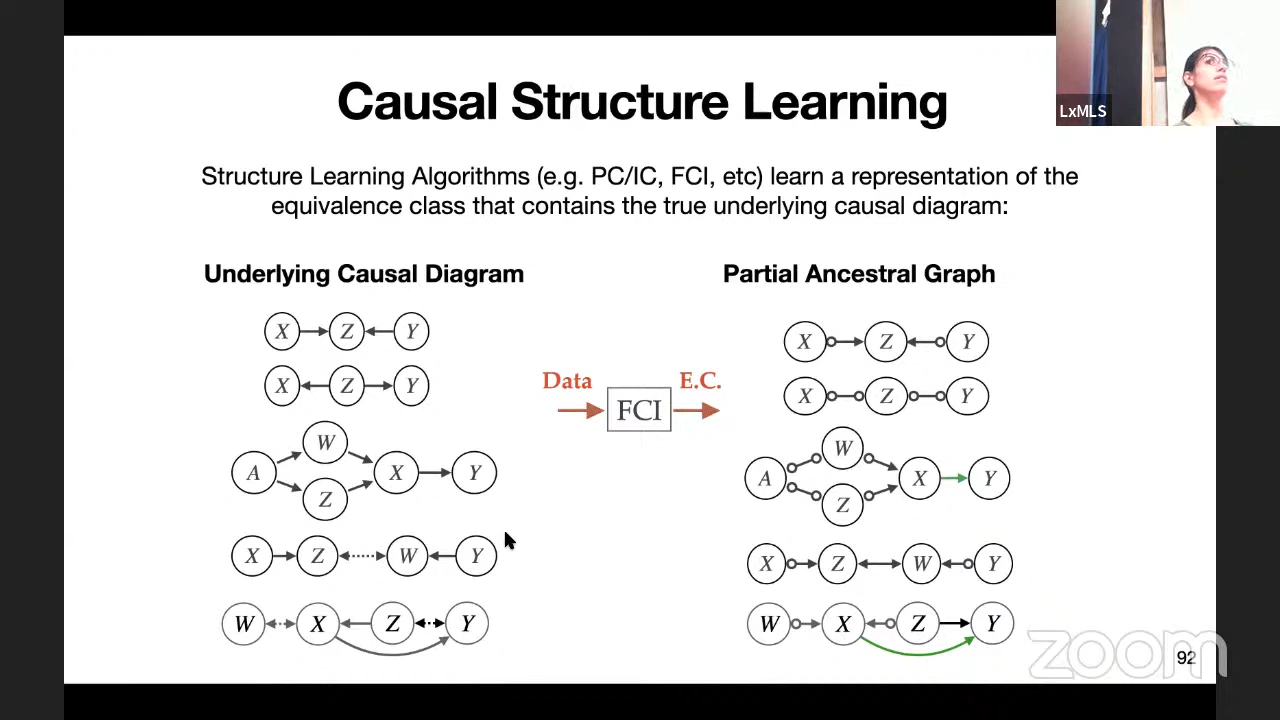 LxMLS
Causal Structure Learning
Structure Learning Algorithms (e.g. PC/IC, FCI, etc) learn a representation of the
equivalence class that contains the true underlying causal diagram:
Underlying Causal Diagram
Partial Ancestral Graph
X Z Y
X Z Y
W
A X Y
Z
X Z W Y
W X Z Y
Data
FCI
E.C.
X Z Y
X Z Y
W
A X Y
Z
X Z W Y
W X Z Y
zoom
92